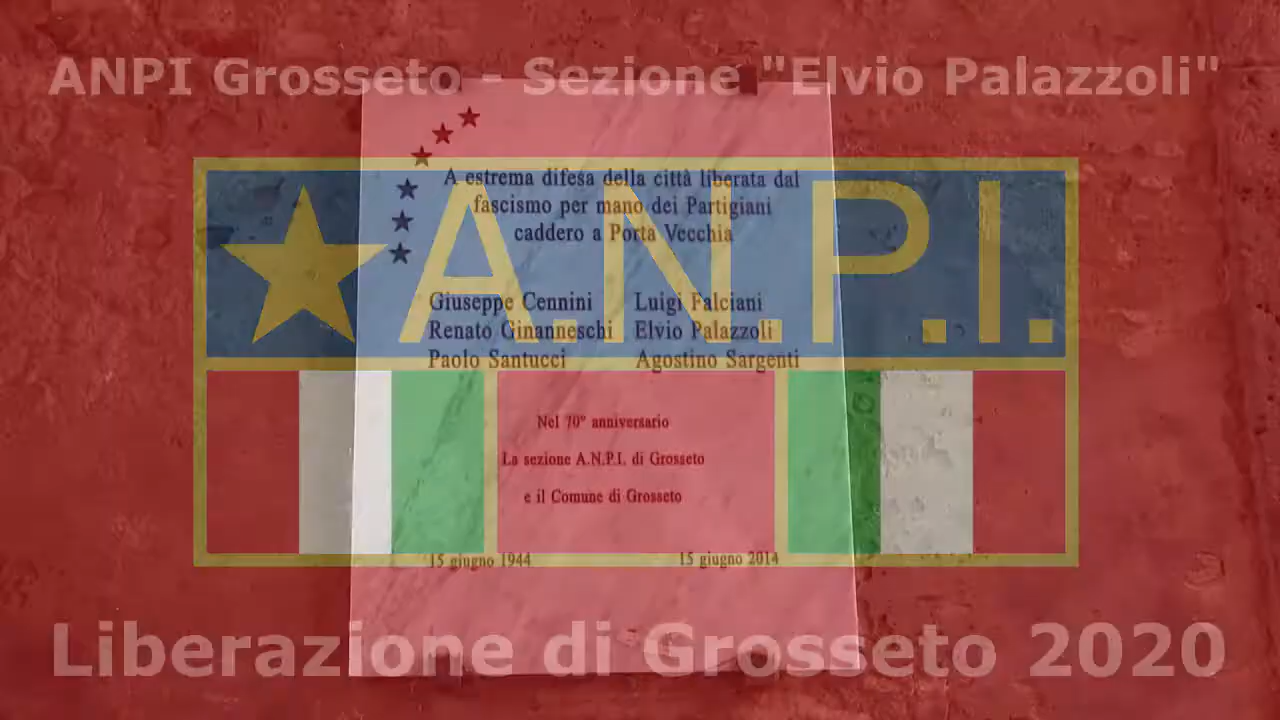 ANPI Grosseto - Sezione "Elvio Palazzoli"
A estrema difesa della città liberata dal
fascismo per mano dei Partigiani
caddero a Porta Vecchia
A.N.P.I.
Giuseppe Cennini Luigi Falciani
Renato Ginanneschi Elvio Palazzoli
Paolo Santucci Agostino Sargenti
Nel 70° anniversario
La sezione A.N.P.I. di Grosseto
e il Comune di Grosseto
15 giugno 1944 15 giugno 2014
Liberazione di Grosseto 2020